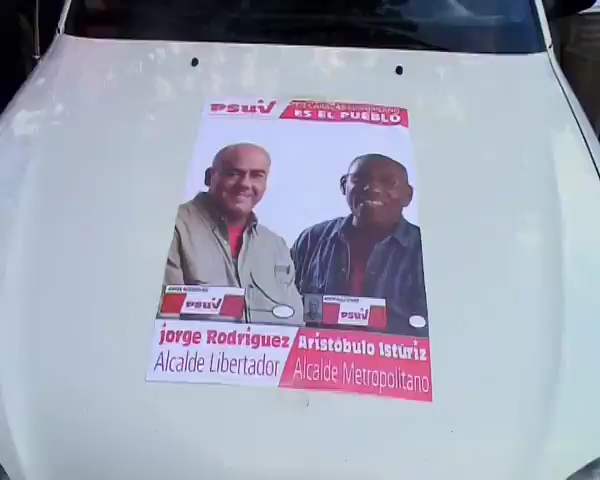 PSUV
ES EL PUEBLO
PSUV
PSUV
Jorge Rodríguez
Alcalde Libertador
Aristóbulo Istúriz
Alcalde Metropolitano